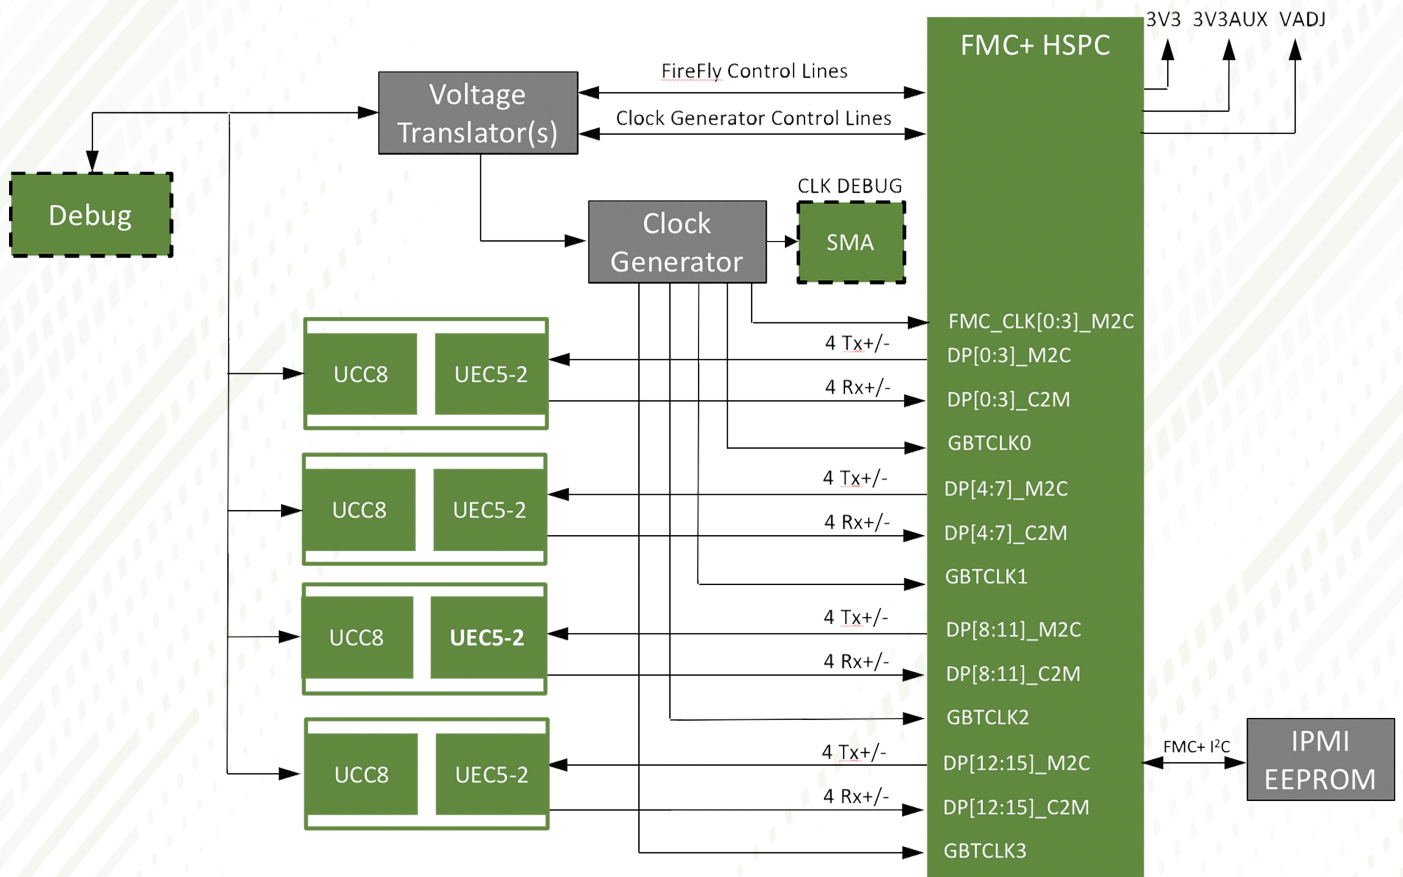 3V3 3V3AUX VADJ
FMC+ HSPC
FireFly Control Lines
Voltage
Translator(s)
Clock Generator Control Lines
CLK DEBUG
Debug
Clock
Generator
SMA
FMC_CLK[0:3]_M2C
4 Tx+/-
DP[0:3]_M2C
UCC8
UEC5-2
4 Rx+/-
DP[0:3]_C2M
GBTCLK0
4 Tx+/-
DP[4:7]_M2C
UCC8
UEC5-2
4 Rx+/-
DP[4:7]_C2M
GBTCLK1
4 Tx+/-
DP[8:11]_M2C
UCC8
UEC5-2
4 Rx+/-
DP[8:11]_C2M
GBTCLK2
4 Tx+/-
DP[12:15]_M2C
FMC+ I²C
IPMI
EEPROM
UCC8
UEC5-2
4 Rx+/-
DP[12:15]_C2M
GBTCLK3